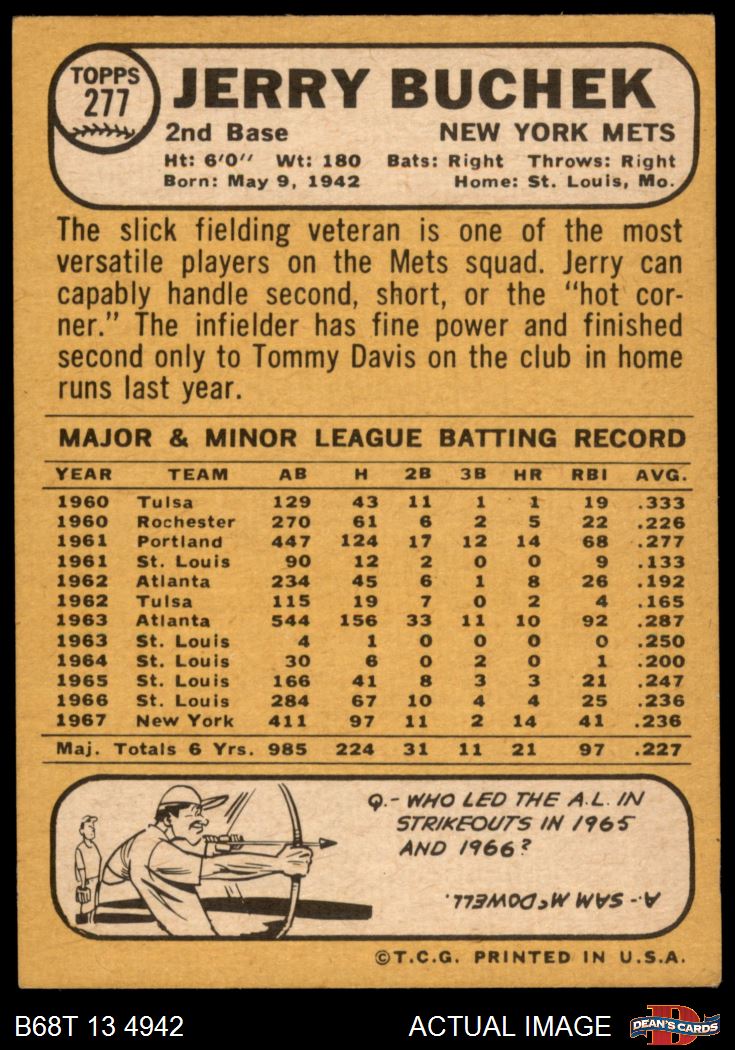 TOPPS
277
JERRY BUCHEK
2nd Base NEW YORK METS
Ht: 6'0" Wt: 180 Bats: Right Throws: Right
Born: May 9, 1942 Home: St. Louis, Mo.
The slick fielding veteran is one of the most
versatile players on the Mets squad. Jerry can
capably handle second, short, or the "hot cor-
ner." The infielder has fine power and finished
second only to Tommy Davis on the club in home
runs last year.
MAJOR & MINOR LEAGUE BATTING RECORD
YEAR TEAM AB H 2B 3B HR RBI AVG.
1960 Tulsa 129 43 11 1 1 19 .333
1960 Rochester 270 61 6 2 5 22 .226
1961 Portland 447 124 17 12 14 68 .277
1961 St. Louis 90 12 2 0 0 9 .133
1962 Atlanta 234 45 6 1 8 26 .192
1962 Tulsa 115 19 7 0 2 4 .165
1963 Atlanta 544 156 33 11 10 92 .287
1963 St. Louis 4 1 0 0 0 0 .250
1964 St. Louis 30 6 0 2 0 1 .200
1965 St. Louis 166 41 8 3 3 21 .247
1966 St. Louis 284 67 10 4 4 25 .236
1967 New York 411 97 11 2 14 41 .236
Maj. Totals 6 Yrs. 985 224 31 11 21 97 .227
Q.- WHO LED THE A.L. IN
STRIKEOUTS IN 1965
AND 1966?
A.- SAM McDOWELL.
©T.C.G. PRINTED IN U.S.A.
B68T 13 4942 ACTUAL IMAGE
D
DEAN'S CARDS